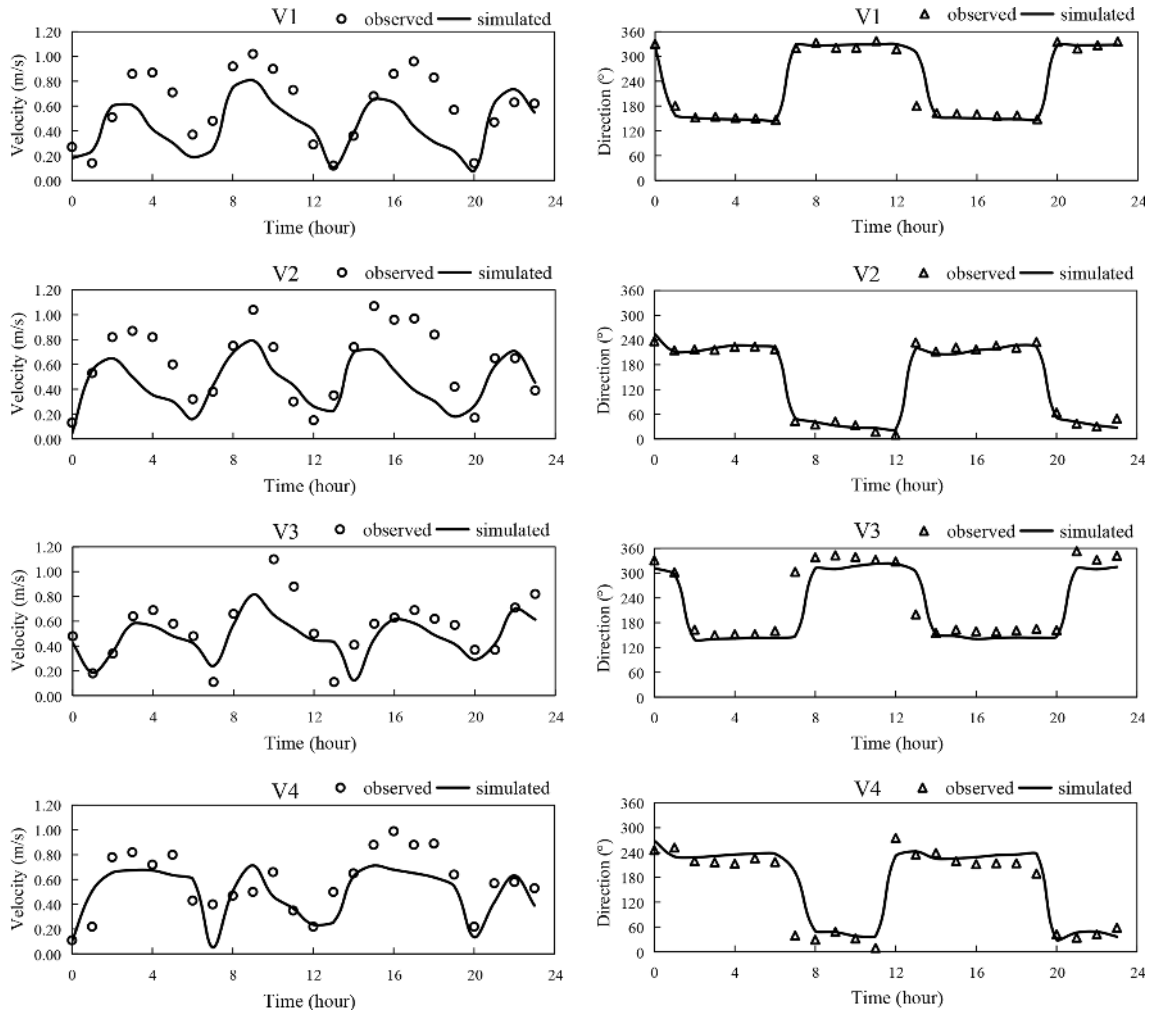 V1 observed simulated
Velocity (m/s)
1.20
1.00
0.80
0.60
0.40
0.20
0.00
0 4 8 12 16 20 24
Time (hour)
V1 observed simulated
Direction (°)
360
300
240
180
120
60
0
0 4 8 12 16 20 24
Time (hour)
V2 observed simulated
Velocity (m/s)
1.20
1.00
0.80
0.60
0.40
0.20
0.00
0 4 8 12 16 20 24
Time (hour)
V2 observed simulated
Direction (°)
360
300
240
180
120
60
0
0 4 8 12 16 20 24
Time (hour)
V3 observed simulated
Velocity (m/s)
1.20
1.00
0.80
0.60
0.40
0.20
0.00
0 4 8 12 16 20 24
Time (hour)
V3 observed simulated
Direction (°)
360
300
240
180
120
60
0
0 4 8 12 16 20 24
Time (hour)
V4 observed simulated
Velocity (m/s)
1.20
1.00
0.80
0.60
0.40
0.20
0.00
0 4 8 12 16 20 24
Time (hour)
V4 observed simulated
Direction (°)
360
300
240
180
120
60
0
0 4 8 12 16 20 24
Time (hour)